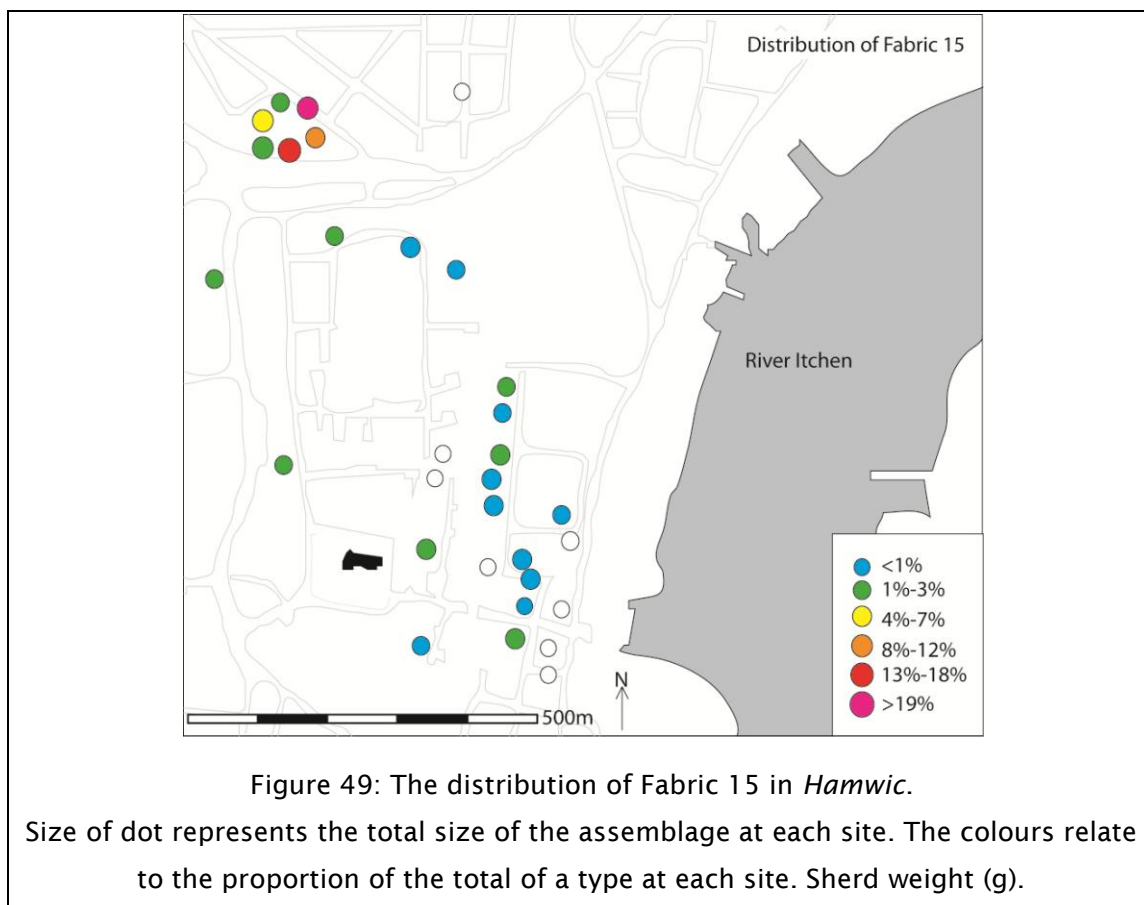 Distribution of Fabric 15
River Itchen
<1%
1%-3%
4%-7%
8%-12%
13%-18%
>19%
N
500m
Figure 49: The distribution of Fabric 15 in Hamwic.
Size of dot represents the total size of the assemblage at each site. The colours relate
to the proportion of the total of a type at each site. Sherd weight (g).